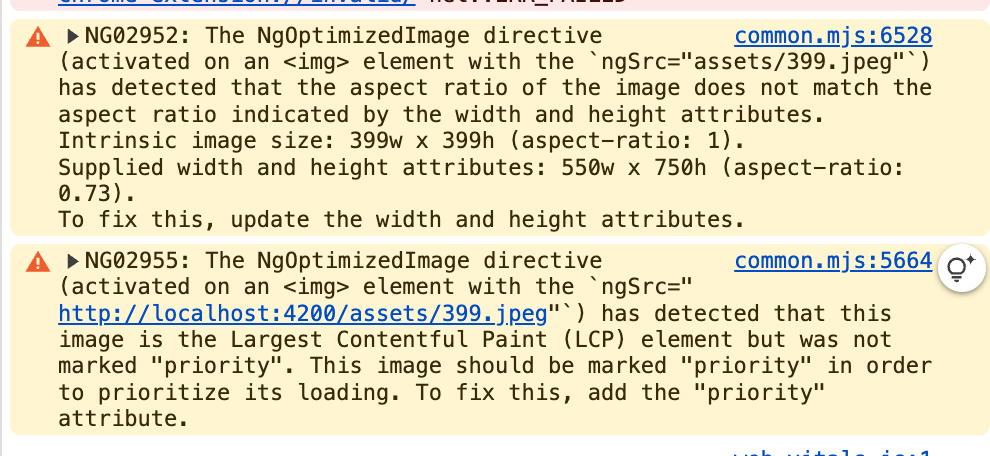 chrome-extension://invalid/ net::ERR_FAILED
NG02952: The NgOptimizedImage directive common.mjs:6528
(activated on an <img> element with the `ngSrc="assets/399.jpeg"`)
has detected that the aspect ratio of the image does not match the
aspect ratio indicated by the width and height attributes.
Intrinsic image size: 399w x 399h (aspect-ratio: 1).
Supplied width and height attributes: 550w x 750h (aspect-ratio:
0.73).
To fix this, update the width and height attributes.
NG02955: The NgOptimizedImage directive common.mjs:5664
(activated on an <img> element with the `ngSrc="
http://localhost:4200/assets/399.jpeg"`) has detected that this
image is the Largest Contentful Paint (LCP) element but was not
marked "priority". This image should be marked "priority" in order
to prioritize its loading. To fix this, add the "priority"
attribute.